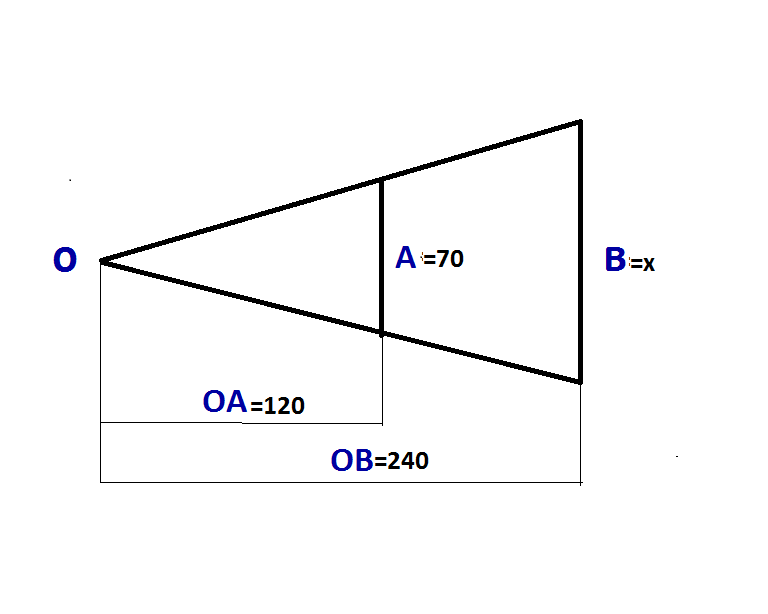 O
A =70
B =x
OA =120
OB=240